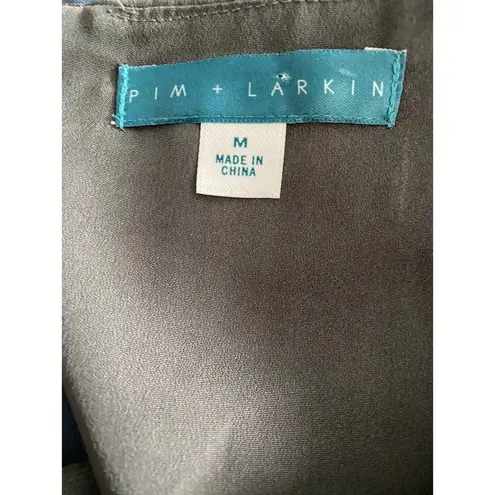 PIM + LARKIN
M
MADE IN
CHINA